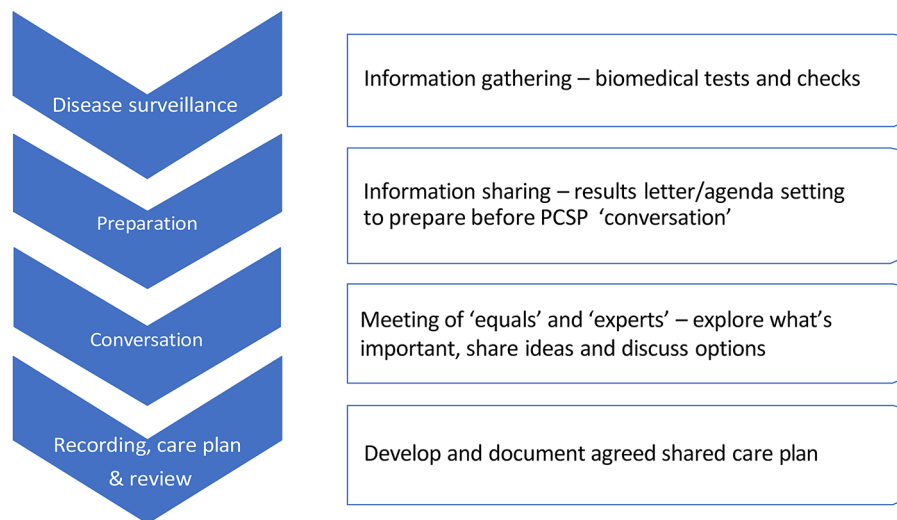 Disease surveillance
Information gathering – biomedical tests and checks
Preparation
Information sharing – results letter/agenda setting
to prepare before PCSP ‘conversation’
Conversation
Meeting of ‘equals’ and ‘experts’ – explore what’s
important, share ideas and discuss options
Recording, care plan
& review
Develop and document agreed shared care plan